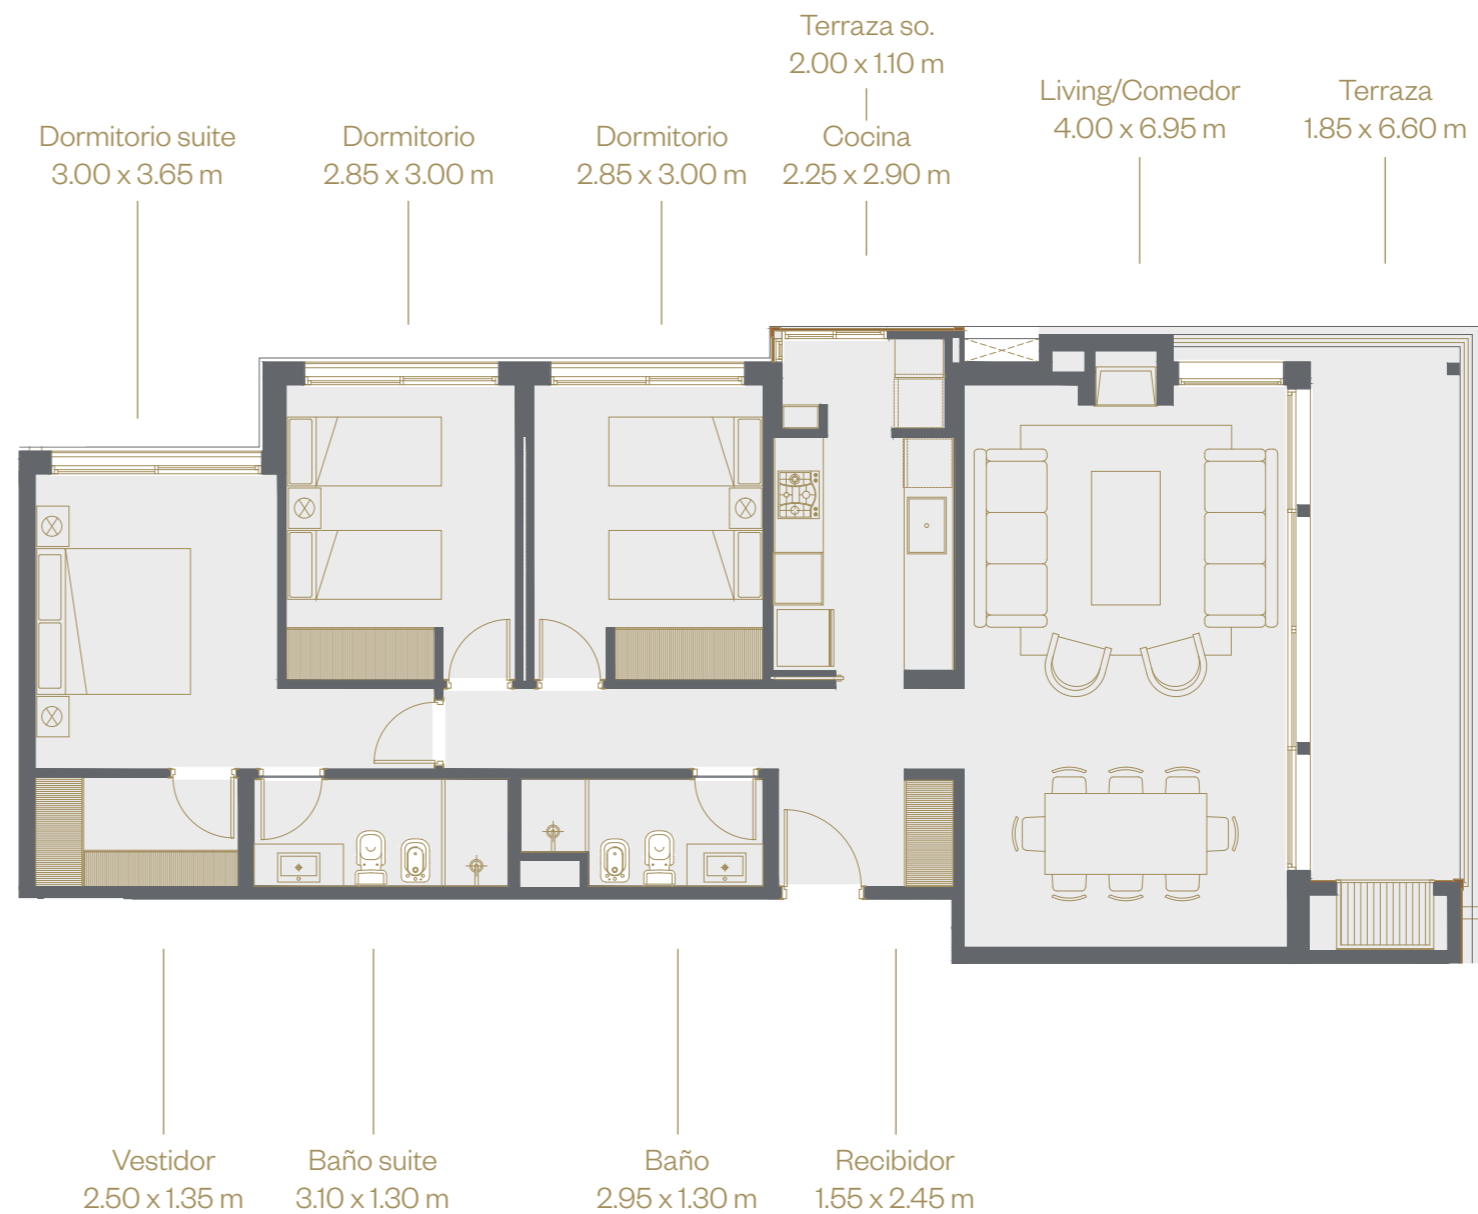 Terraza so.
2.00 x 1.10 m
Living/Comedor
4.00 x 6.95 m
Terraza
1.85 x 6.60 m
Dormitorio suite
3.00 x 3.65 m
Dormitorio
2.85 x 3.00 m
Dormitorio
2.85 x 3.00 m
Cocina
2.25 x 2.90 m
Vestidor
2.50 x 1.35 m
Baño suite
3.10 x 1.30 m
Baño
2.95 x 1.30 m
Recibidor
1.55 x 2.45 m